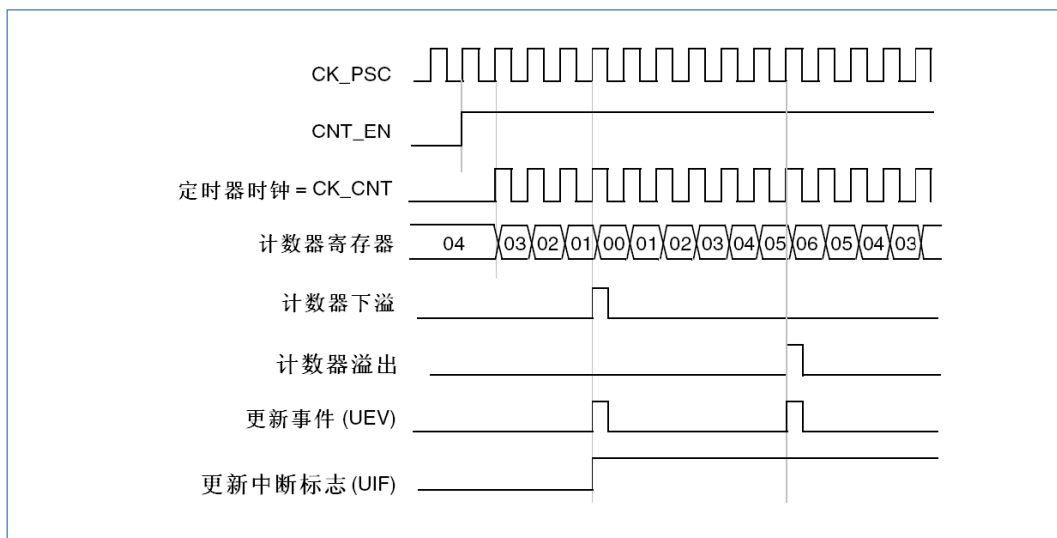 CK_PSC
CNT_EN
定时器时钟 = CK_CNT
计数器寄存器 04 03 02 01 00 01 02 03 04 05 06 05 04 03
计数器下溢
计数器溢出
更新事件 (UEV)
更新中断标志 (UIF)